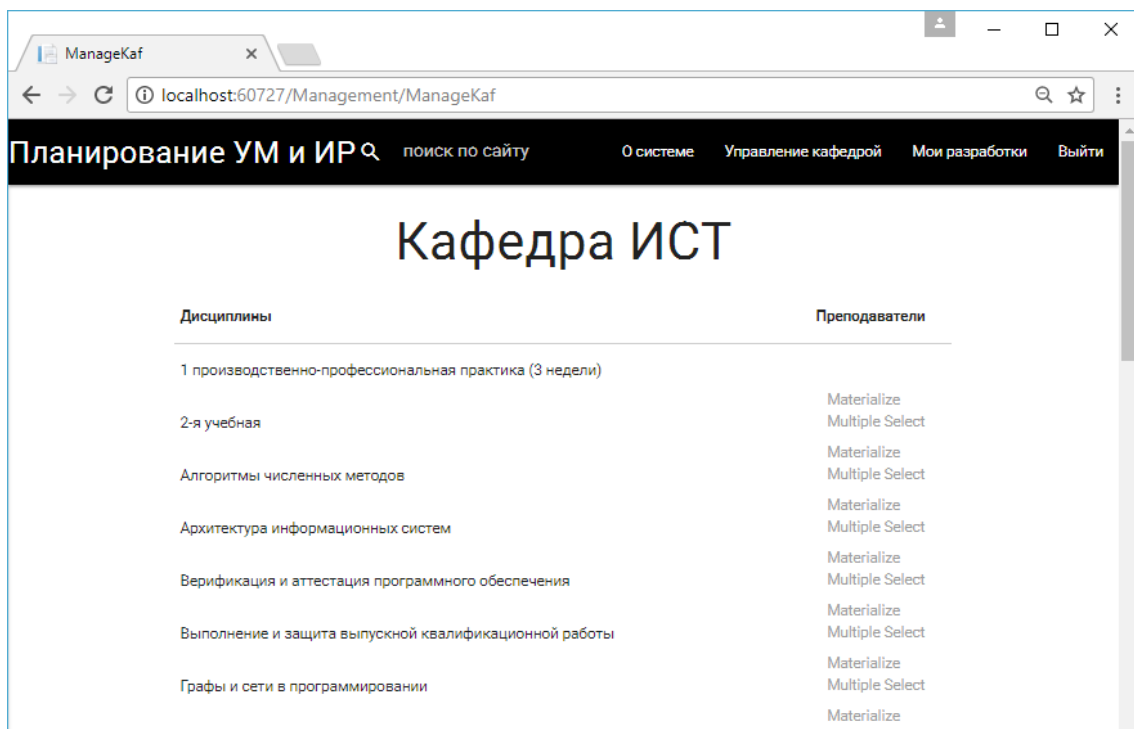 ManageKaf
localhost:60727/Management/ManageKaf
Планирование УМ и ИР поиск по сайту О системе Управление кафедрой Мои разработки Выйти
Кафедра ИСТ
Дисциплины Преподаватели
1 производственно-профессиональная практика (3 недели)
Materialize
2-я учебная Multiple Select
Materialize
Алгоритмы численных методов Multiple Select
Materialize
Архитектура информационных систем Multiple Select
Materialize
Верификация и аттестация программного обеспечения Multiple Select
Materialize
Выполнение и защита выпускной квалификационной работы Multiple Select
Materialize
Графы и сети в программировании Multiple Select
Materialize